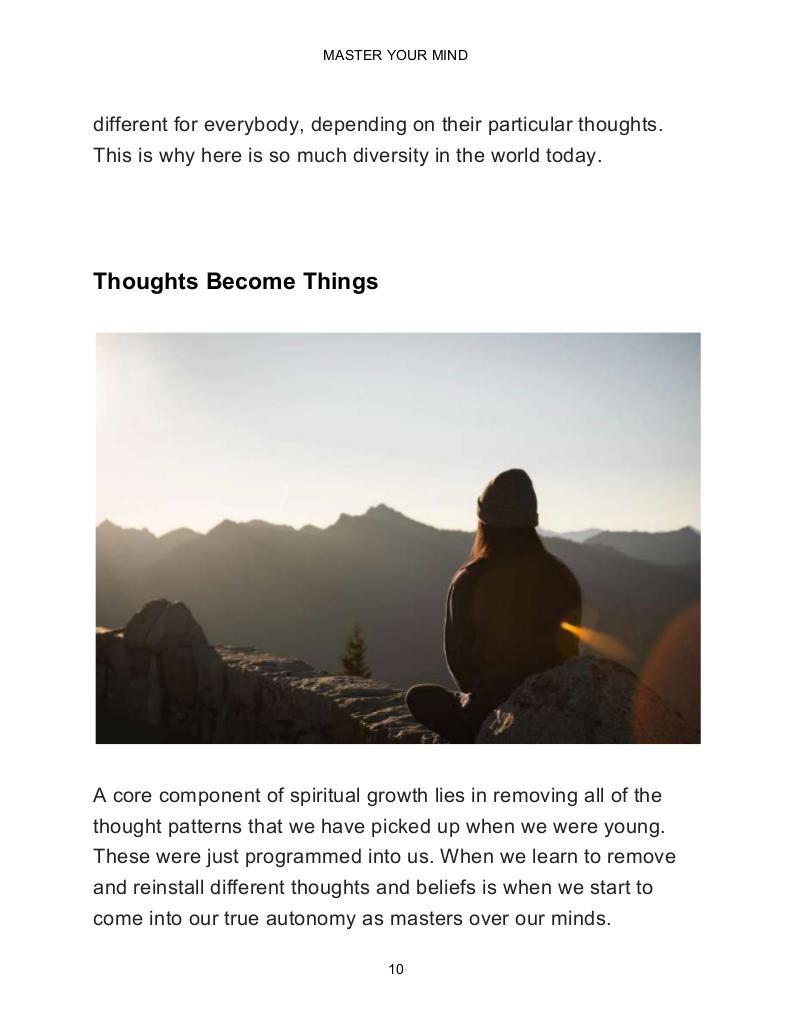 MASTER YOUR MIND
different for everybody, depending on their particular thoughts.
This is why here is so much diversity in the world today.
Thoughts Become Things
A core component of spiritual growth lies in removing all of the
thought patterns that we have picked up when we were young.
These were just programmed into us. When we learn to remove
and reinstall different thoughts and beliefs is when we start to
come into our true autonomy as masters over our minds.
10